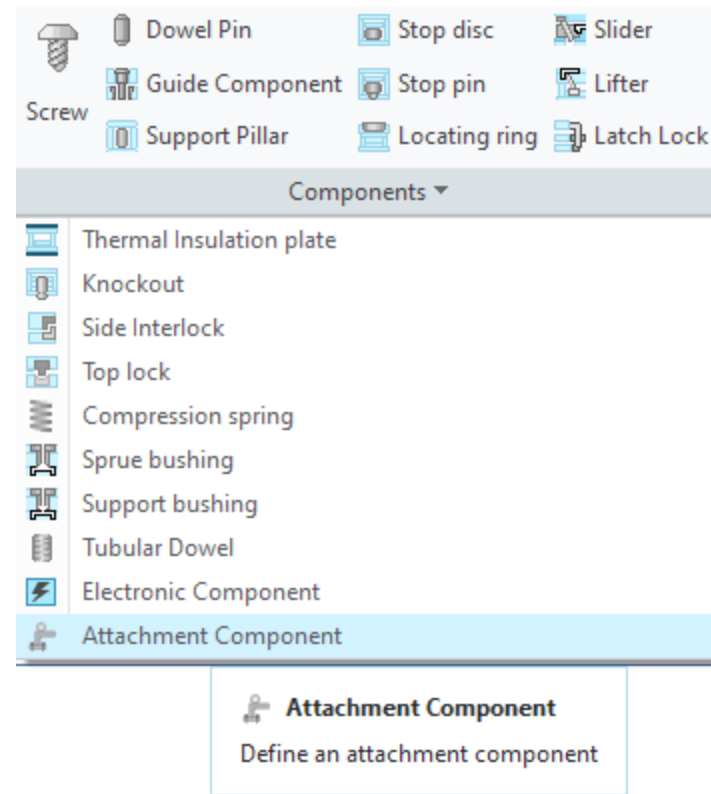 Screw
Dowel Pin
Guide Component
Support Pillar
Stop disc
Stop pin
Locating ring
Slider
Lifter
Latch Lock
Components
Thermal Insulation plate
Knockout
Side Interlock
Top lock
Compression spring
Sprue bushing
Support bushing
Tubular Dowel
Electronic Component
Attachment Component
Attachment Component
Define an attachment component